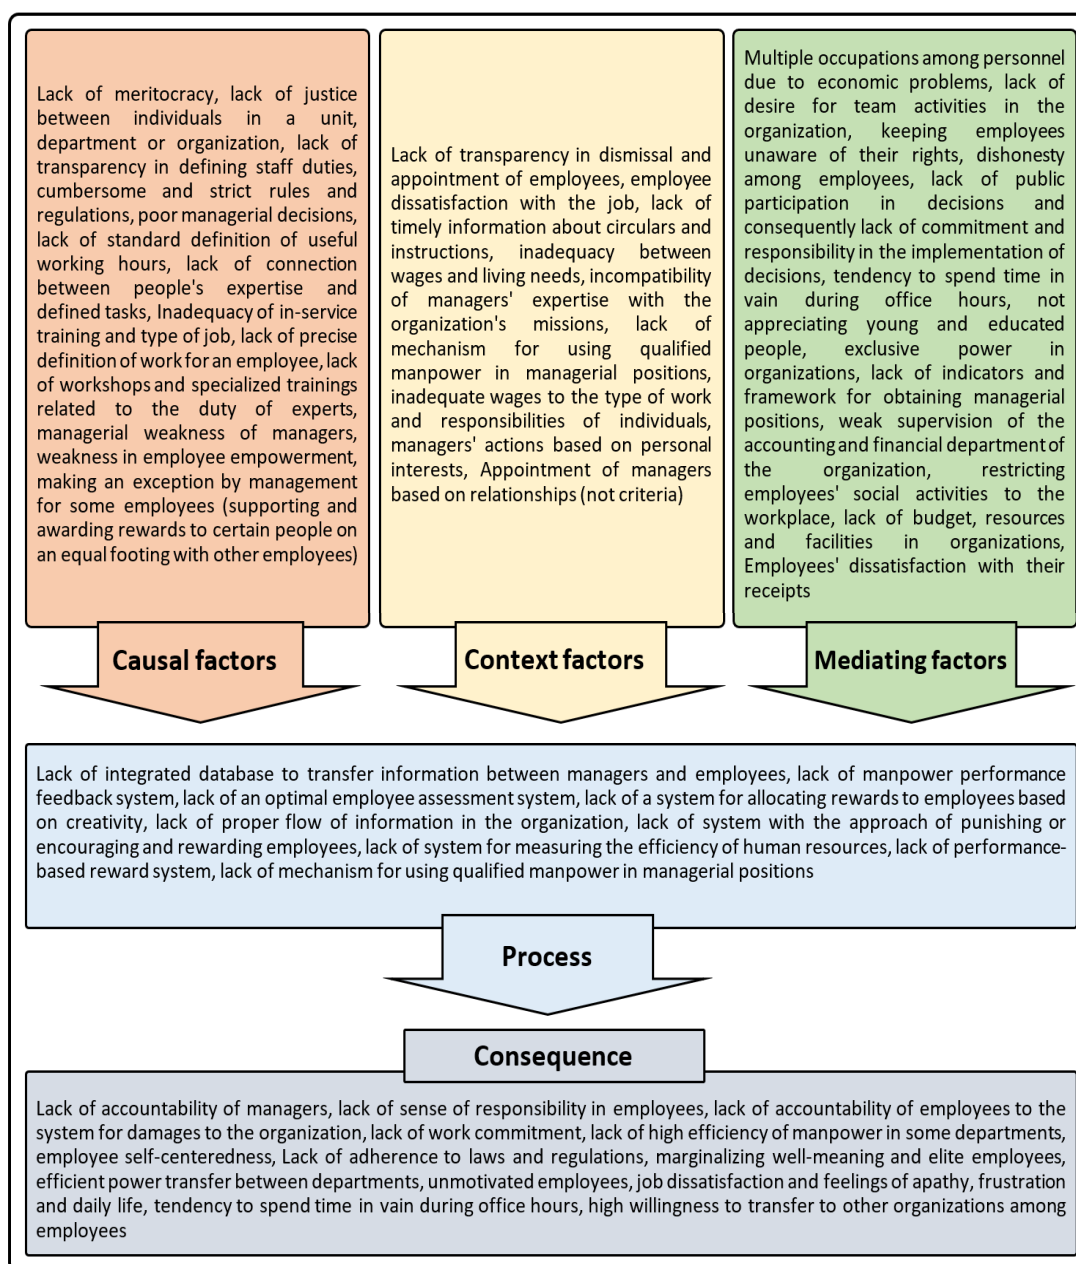 Lack of meritocracy, lack of justice
between individuals in a unit,
department or organization, lack of
transparency in defining staff duties,
cumbersome and strict rules and
regulations, poor managerial decisions,
lack of standard definition of useful
working hours, lack of connection
between people's expertise and
defined tasks, Inadequacy of in-service
training and type of job, lack of precise
definition of work for an employee, lack
of workshops and specialized trainings
related to the duty of experts,
managerial weakness of managers,
weakness in employee empowerment,
making an exception by management
for some employees (supporting and
awarding rewards to certain people on
an equal footing with other employees)
Causal factors
Lack of transparency in dismissal and
appointment of employees, employee
dissatisfaction with the job, lack of
timely information about circulars and
instructions, inadequacy between
wages and living needs, incompatibility
of managers' expertise with the
organization's missions, lack of
mechanism for using qualified
manpower in managerial positions,
inadequate wages to the type of work
and responsibilities of individuals,
managers' actions based on personal
interests, Appointment of managers
based on relationships (not criteria)
Context factors
Multiple occupations among personnel
due to economic problems, lack of
desire for team activities in the
organization, keeping employees
unaware of their rights, dishonesty
among employees, lack of public
participation in decisions and
consequently lack of commitment and
responsibility in the implementation of
decisions, tendency to spend time in
vain during office hours, not
appreciating young and educated
people, exclusive power in
organizations, lack of indicators and
framework for obtaining managerial
positions, weak supervision of the
accounting and financial department of
the organization, restricting
employees' social activities to the
workplace, lack of budget, resources
and facilities in organizations,
Employees' dissatisfaction with their
receipts
Mediating factors
Lack of integrated database to transfer information between managers and employees, lack of manpower performance
feedback system, lack of an optimal employee assessment system, lack of a system for allocating rewards to employees based
on creativity, lack of proper flow of information in the organization, lack of system with the approach of punishing or
encouraging and rewarding employees, lack of system for measuring the efficiency of human resources, lack of performance-
based reward system, lack of mechanism for using qualified manpower in managerial positions
Process
Consequence
Lack of accountability of managers, lack of sense of responsibility in employees, lack of accountability of employees to the
system for damages to the organization, lack of work commitment, lack of high efficiency of manpower in some departments,
employee self-centeredness, Lack of adherence to laws and regulations, marginalizing well-meaning and elite employees,
efficient power transfer between departments, unmotivated employees, job dissatisfaction and feelings of apathy, frustration
and daily life, tendency to spend time in vain during office hours, high willingness to transfer to other organizations among
employees